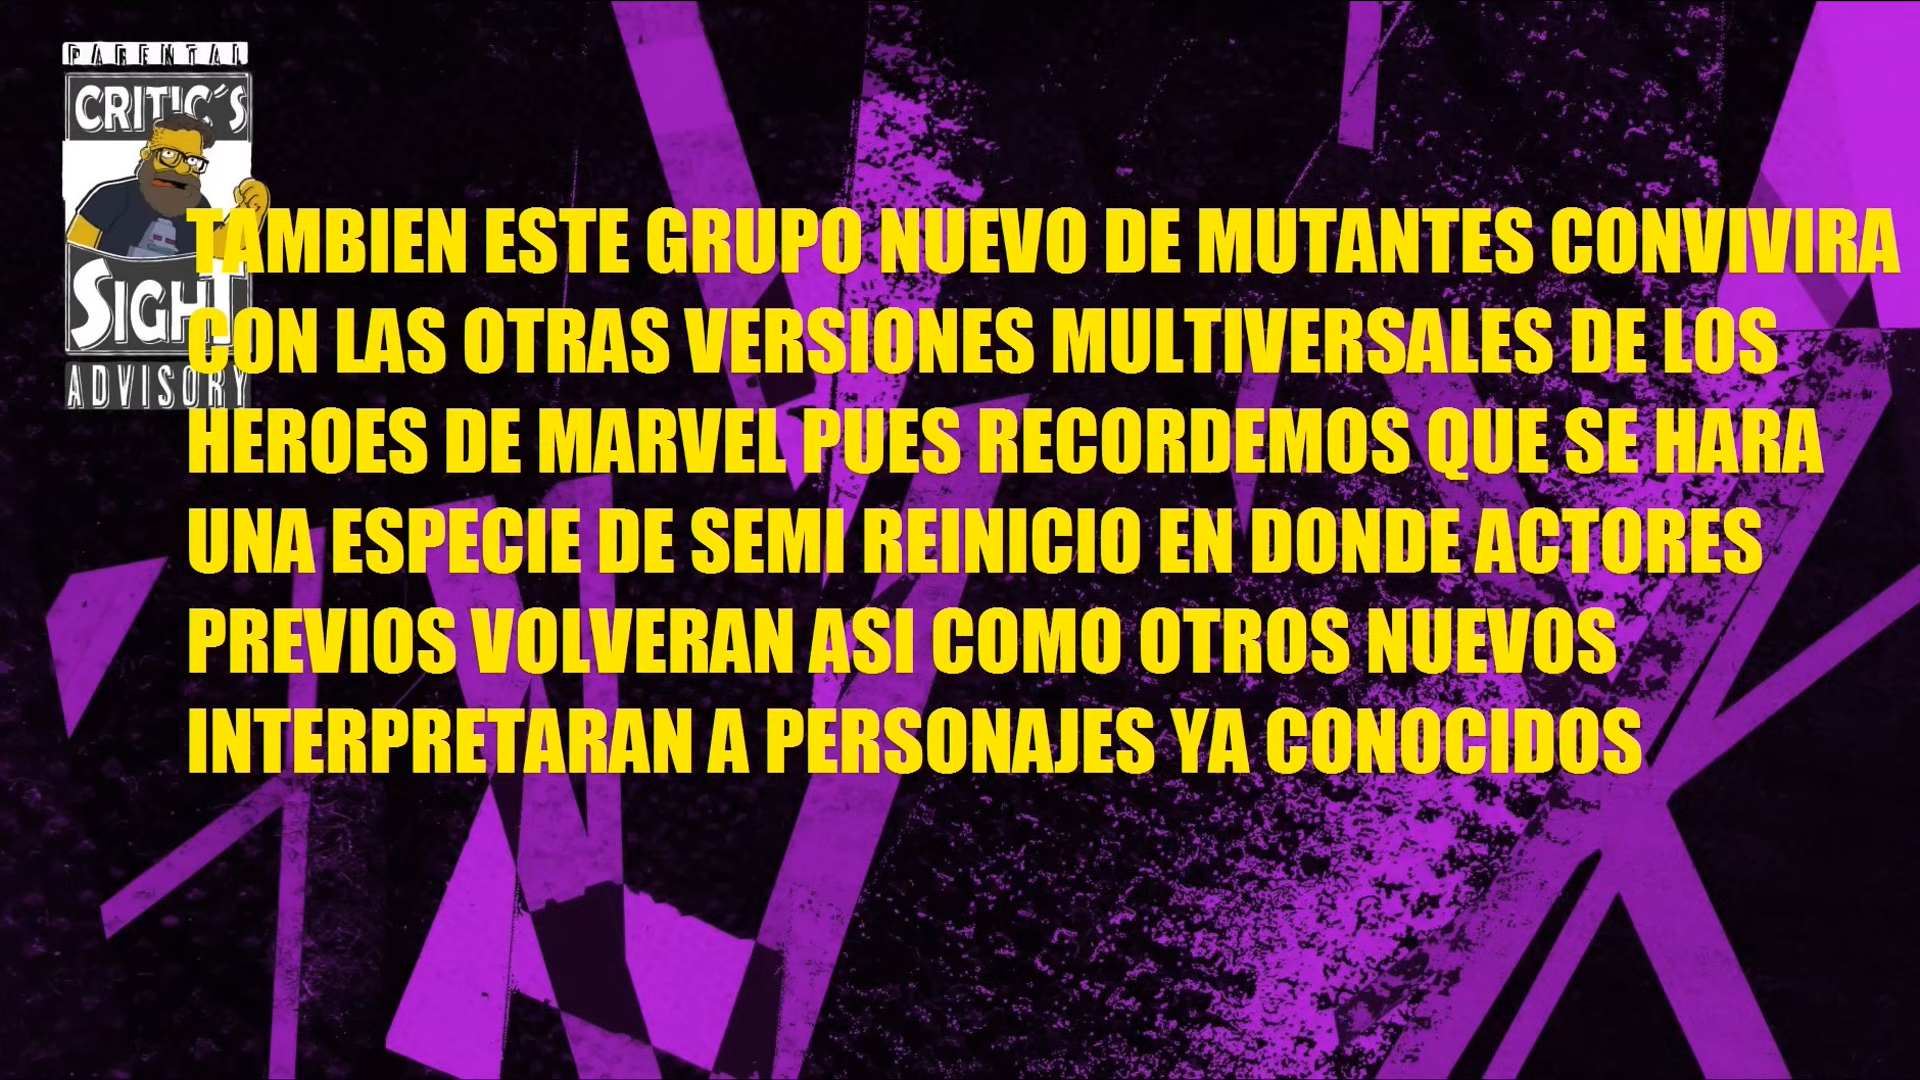 PARENTAL
CRITIC´S
SIGHT
ADVISORY
TAMBIEN ESTE GRUPO NUEVO DE MUTANTES CONVIVIRA
CON LAS OTRAS VERSIONES MULTIVERSALES DE LOS
HEROES DE MARVEL PUES RECORDEMOS QUE SE HARA
UNA ESPECIE DE SEMI REINICIO EN DONDE ACTORES
PREVIOS VOLVERAN ASI COMO OTROS NUEVOS
INTERPRETARAN A PERSONAJES YA CONOCIDOS